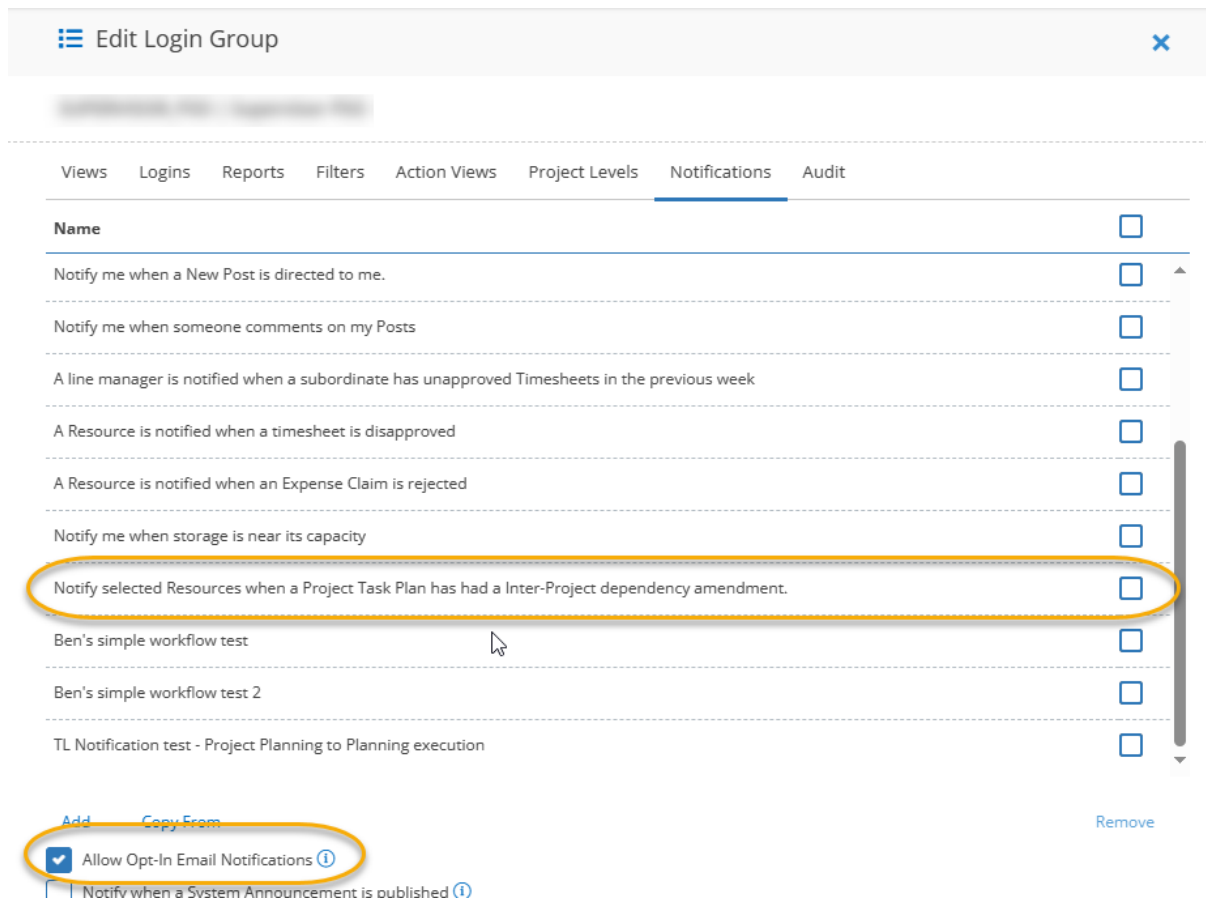 Edit Login Group
Views Logins Reports Filters Action Views Project Levels Notifications Audit
Name
Notify me when a New Post is directed to me.
Notify me when someone comments on my Posts
A line manager is notified when a subordinate has unapproved Timesheets in the previous week
A Resource is notified when a timesheet is disapproved
A Resource is notified when an Expense Claim is rejected
Notify me when storage is near its capacity
Notify selected Resources when a Project Task Plan has had a Inter-Project dependency amendment.
Ben's simple workflow test
Ben's simple workflow test 2
TL Notification test - Project Planning to Planning execution
Add Copy From Remove
Allow Opt-In Email Notifications
Notify when a System Announcement is published